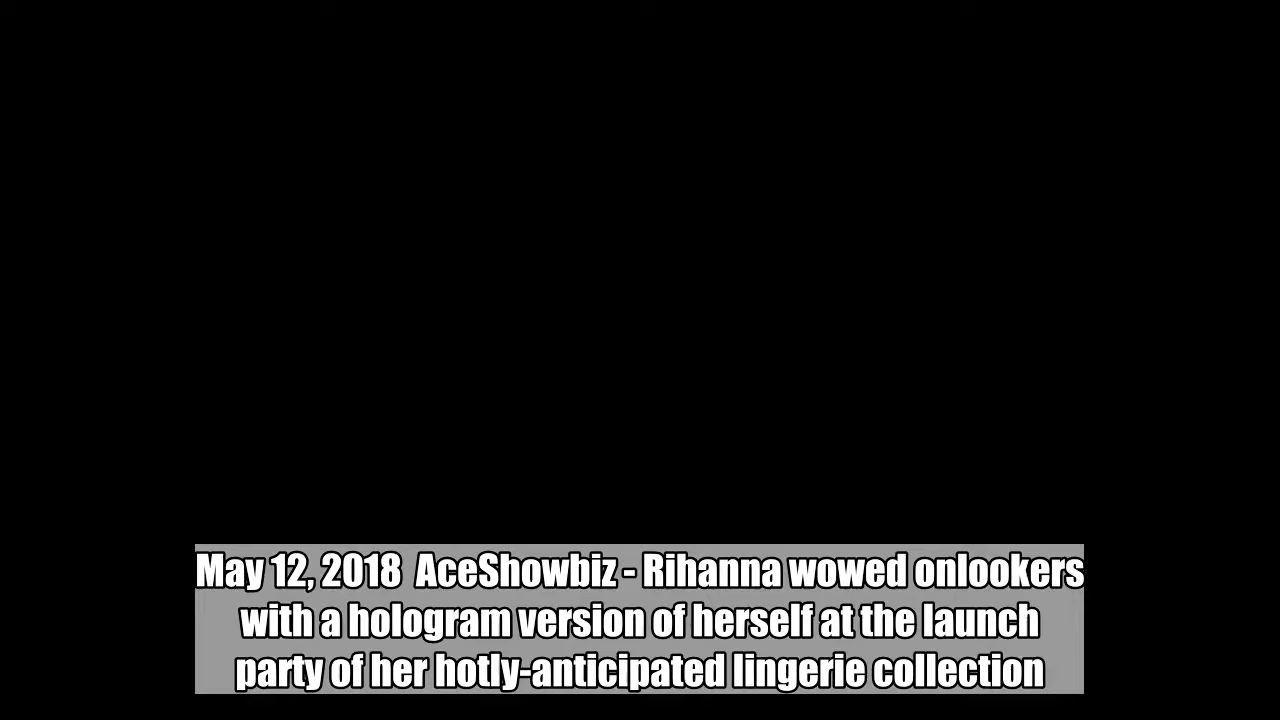 May 12, 2018  AceShowbiz - Rihanna wowed onlookers
with a hologram version of herself at the launch
party of her hotly-anticipated lingerie collection